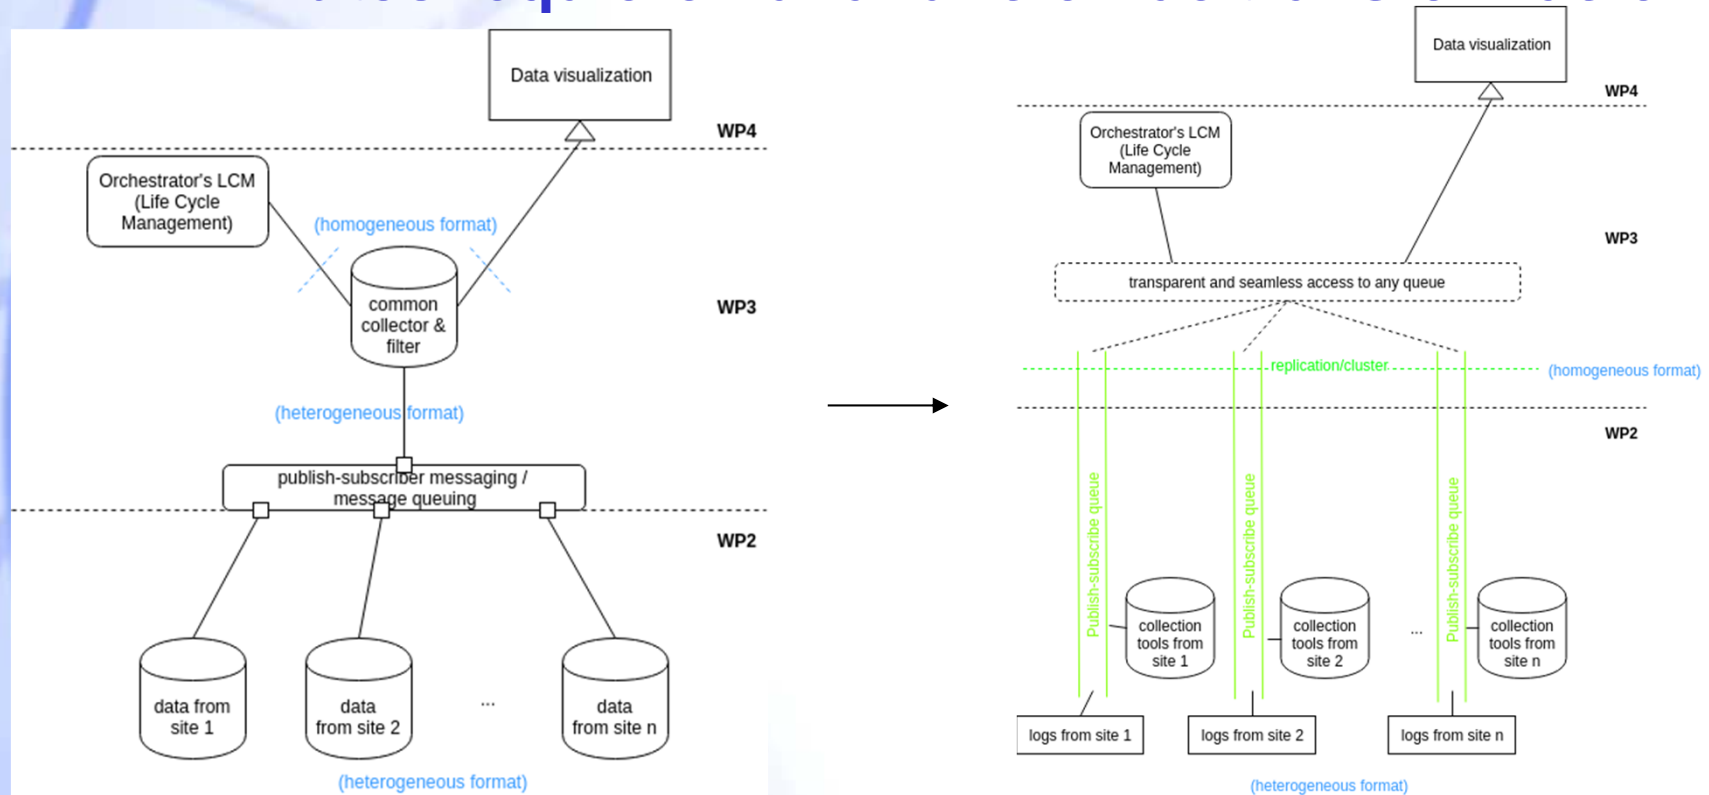 Data visualization
WP4
Orchestrator's LCM
(Life Cycle
Management)
(homogeneous format)
common
collector &
filter
WP3
(heterogeneous format)
publish-subscriber messaging /
message queuing
WP2
data from
site 1
data
from site 2
...
data
from site n
(heterogeneous format)
Data visualization
WP4
Orchestrator's LCM
(Life Cycle
Management)
WP3
transparent and seamless access to any queue
replication/cluster
(homogeneous format)
WP2
Publish-subscribe queue
collection
tools from
site 1
Publish-subscribe queue
collection
tools from
site 2
...
Publish-subscribe queue
collection
tools from
site n
logs from site 1
logs from site 2
logs from site n
(heterogeneous format)